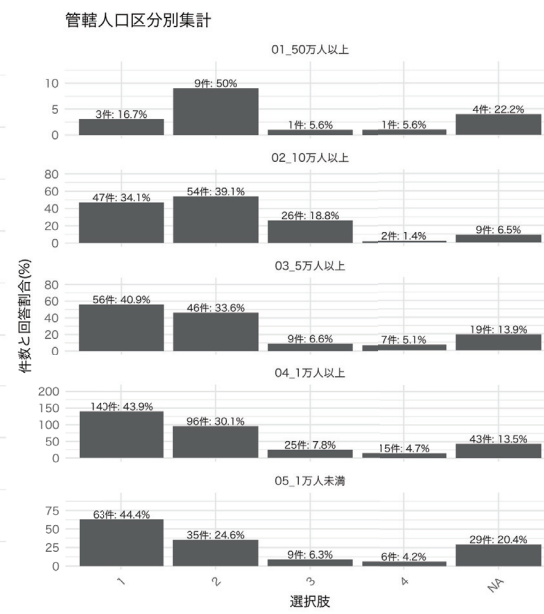 管轄人口区分別集計
件数と回答割合(%)
01_50万人以上
10
5
0
3件: 16.7%
9件: 50%
1件: 5.6%
1件: 5.6%
4件: 22.2%
02_10万人以上
80
60
40
20
0
47件: 34.1%
54件: 39.1%
26件: 18.8%
2件: 1.4%
9件: 6.5%
03_5万人以上
80
60
40
20
0
56件: 40.9%
46件: 33.6%
9件: 6.6%
7件: 5.1%
19件: 13.9%
04_1万人以上
200
150
100
50
0
140件: 43.9%
96件: 30.1%
25件: 7.8%
15件: 4.7%
43件: 13.5%
05_1万人未満
75
50
25
0
63件: 44.4%
35件: 24.6%
9件: 6.3%
6件: 4.2%
29件: 20.4%
1
2
3
4
NA
選択肢